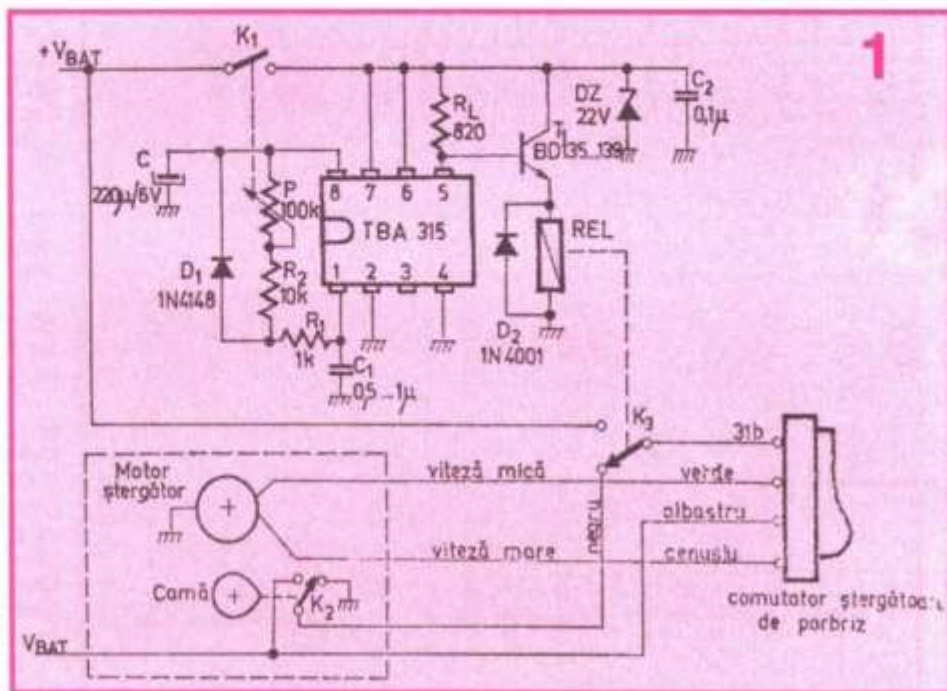 1
+VBAT
K1
C
220µ/6V
P
100k
D1
1N4148
R2
10k
R1
1k
C1
0,5...1µ
8 7 6 5
TBA 315
1 2 3 4
RL
820
T1
BD135...139
DZ
22V
C2
0,1µ
REL
D2
1N4001
K3
31b
verde
albastru
cenuşiu
negru
Motor
ştergător
viteză mică
viteză mare
Camă
K2
VBAT
comutator
de parbriz